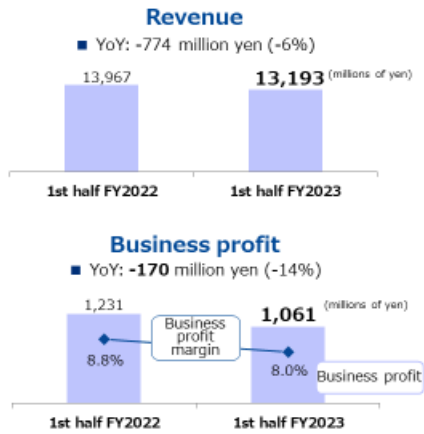 Revenue
■ YoY: -774 million yen (-6%)
13,967
13,193 (millions of yen)
1st half FY2022
1st half FY2023
Business profit
■ YoY: -170 million yen (-14%)
1,231
1,061 (millions of yen)
Business
profit
margin
8.8%
8.0%
Business profit
1st half FY2022
1st half FY2023